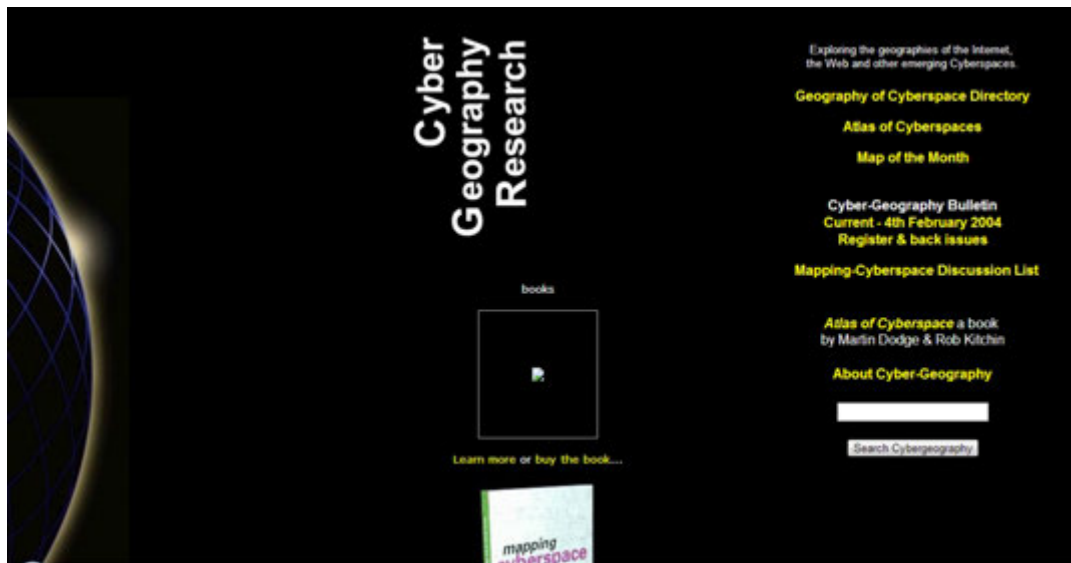 Cyber
Geography
Research
books
Learn more or buy the book....
mapping
cyberspace
Exploring the geographies of the Internet,
the Web and other emerging Cyberspaces.
Geography of Cyberspace Directory
Atlas of Cyberspaces
Map of the Month
Cyber-Geography Bulletin
Current - 4th February 2004
Register & back issues
Mapping-Cyberspace Discussion List
Atlas of Cyberspace a book
by Martin Dodge & Rob Kitchin
About Cyber-Geography
Search Cybergeography